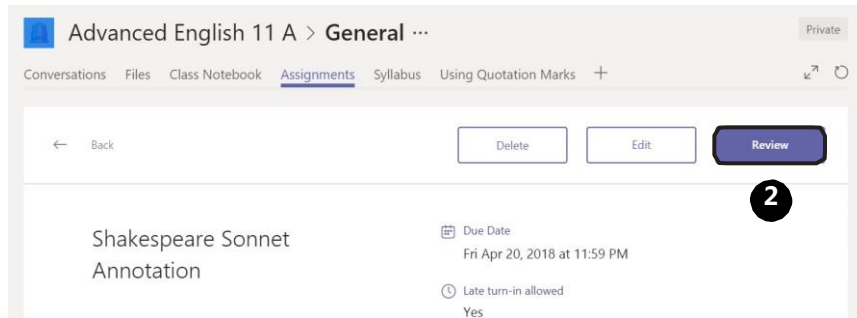 Advanced English 11 A > General ...
Private
Conversations Files Class Notebook Assignments Syllabus Using Quotation Marks +
← Back
Delete Edit Review
2
Shakespeare Sonnet
Annotation
Due Date
Fri Apr 20, 2018 at 11:59 PM
Late turn-in allowed
Yes